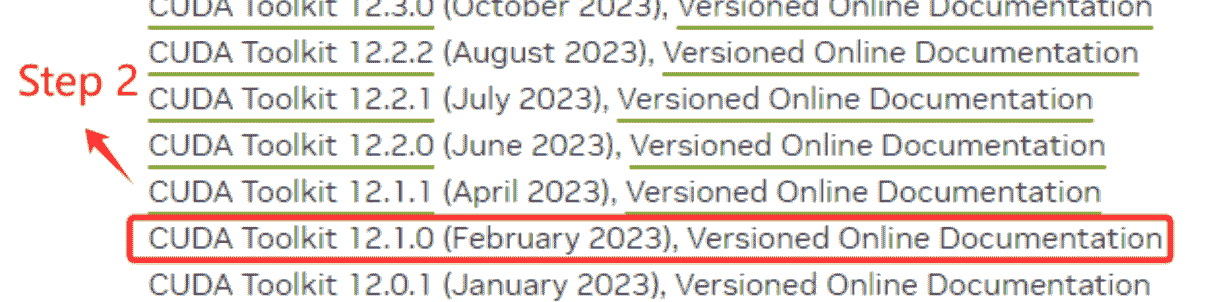 CUDA Toolkit 12.3.0 (October 2023), Versioned Online Documentation
CUDA Toolkit 12.2.2 (August 2023), Versioned Online Documentation
Step 2
CUDA Toolkit 12.2.1 (July 2023), Versioned Online Documentation
CUDA Toolkit 12.2.0 (June 2023), Versioned Online Documentation
CUDA Toolkit 12.1.1 (April 2023), Versioned Online Documentation
CUDA Toolkit 12.1.0 (February 2023), Versioned Online Documentation
CUDA Toolkit 12.0.1 (January 2023), Versioned Online Documentation